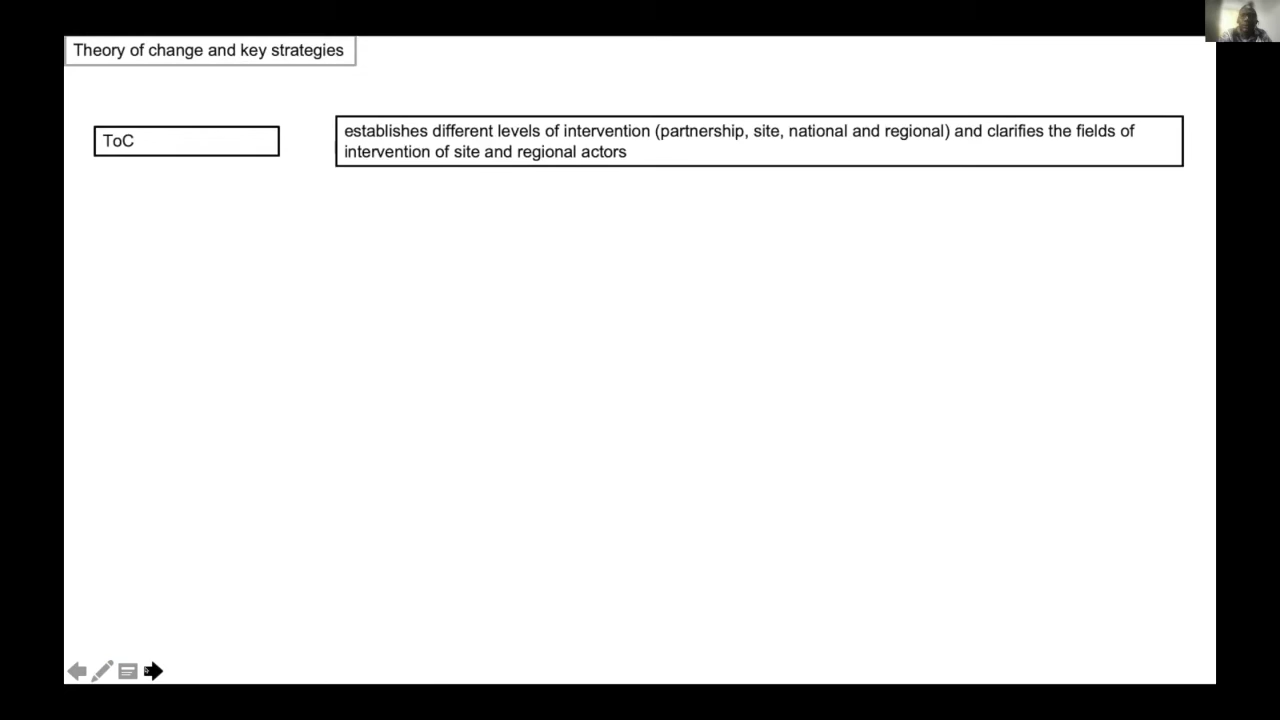 Theory of change and key strategies
ToC
establishes different levels of intervention (partnership, site, national and regional) and clarifies the fields of
intervention of site and regional actors